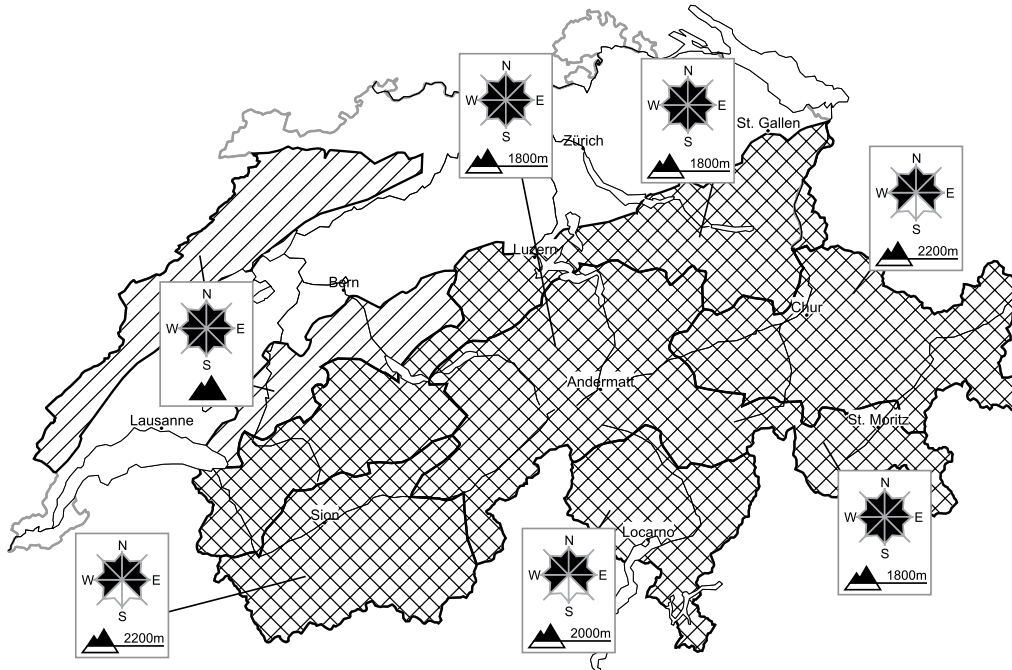 N
W E
S
1800m
N
W E
S
1800m
St. Gallen
Zürich
N
W E
S
2200m
Luzern
Bern
N
W E
S
Chur
Andermatt
Lausanne
St. Moritz
N
W E
S
1800m
Sion
Locarno
N
W E
S
2200m
N
W E
S
2000m